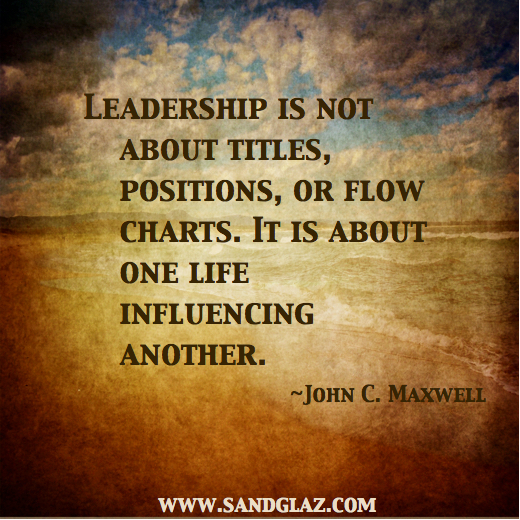 Leadership is not
about titles,
positions, or flow
charts. It is about
one life
influencing
another.
~John C. Maxwell
www.sandglaz.com